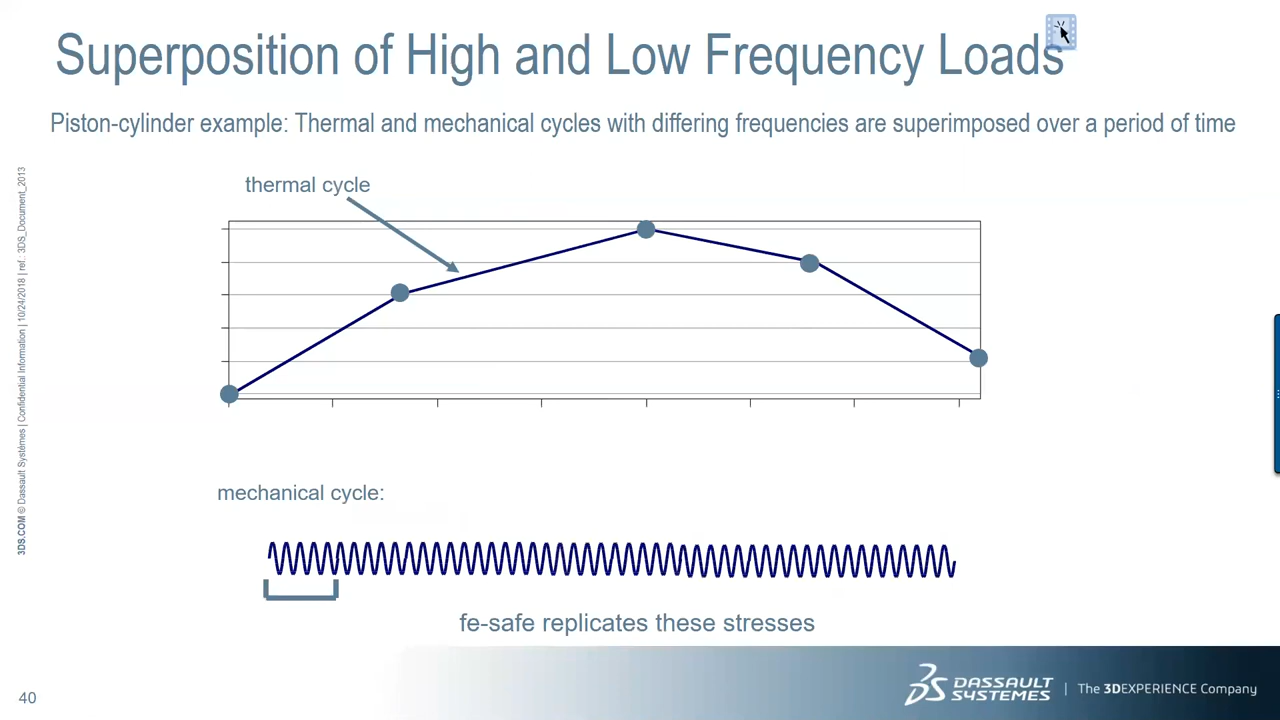 Superposition of High and Low Frequency Loads
Piston-cylinder example: Thermal and mechanical cycles with differing frequencies are superimposed over a period of time
3DS.COM © Dassault Systèmes | Confidential Information | 10/24/2018 | ref.: 3DS_Document_2013
thermal cycle
mechanical cycle:
fe-safe replicates these stresses
40
DASSAULT
SYSTEMES | The 3DEXPERIENCE Company